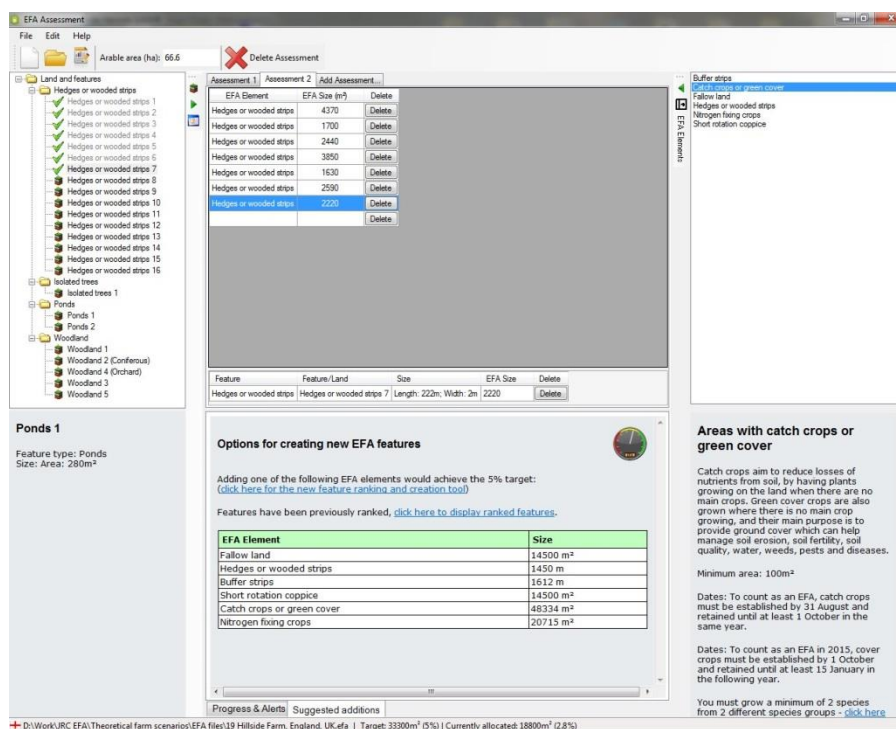 EFA Assessment
File Edit Help
Arable area (ha): 66.6
Delete Assessment
Land and features
Hedges or wooded strips
Hedges or wooded strips 1
Hedges or wooded strips 2
Hedges or wooded strips 3
Hedges or wooded strips 4
Hedges or wooded strips 5
Hedges or wooded strips 6
Hedges or wooded strips 7
Hedges or wooded strips 8
Hedges or wooded strips 9
Hedges or wooded strips 10
Hedges or wooded strips 11
Hedges or wooded strips 12
Hedges or wooded strips 13
Hedges or wooded strips 14
Hedges or wooded strips 15
Hedges or wooded strips 16
Isolated trees
Isolated trees 1
Ponds
Ponds 1
Ponds 2
Woodland
Woodland 1
Woodland 2 (Coniferous)
Woodland 4 (Orchard)
Woodland 3
Woodland 5
Assessment 1 Assessment 2 Add Assessment...
EFA Element EFA Size (m²) Delete
Hedges or wooded strips 4370 Delete
Hedges or wooded strips 1700 Delete
Hedges or wooded strips 2440 Delete
Hedges or wooded strips 3850 Delete
Hedges or wooded strips 1630 Delete
Hedges or wooded strips 2590 Delete
Hedges or wooded strips 2220 Delete
Delete
Feature Feature/Land Size EFA Size Delete
Hedges or wooded strips Hedges or wooded strips 7 Length: 222m; Width: 2m 2220 Delete
EFA Elements
Buffer strips
Catch crops or green cover
Fallow land
Hedges or wooded strips
Nitrogen fixing crops
Short rotation coppice
Ponds 1
Feature type: Ponds
Size: Area: 280m²
Options for creating new EFA features
Adding one of the following EFA elements would achieve the 5% target:
(click here for the new feature ranking and creation tool)
Features have been previously ranked, click here to display ranked features.
EFA Element Size
Fallow land 14500 m²
Hedges or wooded strips 1450 m
Buffer strips 1612 m
Short rotation coppice 14500 m²
Catch crops or green cover 48334 m²
Nitrogen fixing crops 20715 m²
Progress & Alerts Suggested additions
Areas with catch crops or
green cover
Catch crops aim to reduce losses of
nutrients from soil, by having plants
growing on the land when there are no
main crops. Green cover crops are also
grown where there is no main crop
growing, and their main purpose is to
provide ground cover which can help
manage soil erosion, soil fertility, soil
quality, water, weeds, pests and diseases.
Minimum area: 100m²
Dates: To count as an EFA, catch crops
must be established by 31 August and
retained until at least 1 October in the
same year.
Dates: To count as an EFA in 2015, cover
crops must be established by 1 October
and retained until at least 15 January in
the following year.
You must grow a minimum of 2 species
from 2 different species groups - click here
D:\Work\JRC EFA\Theoretical farm scenarios\EFA files\19 Hillside Farm, England, UK.efa | Target: 33300m² (5%) | Currently allocated: 18800m² (2.8%)